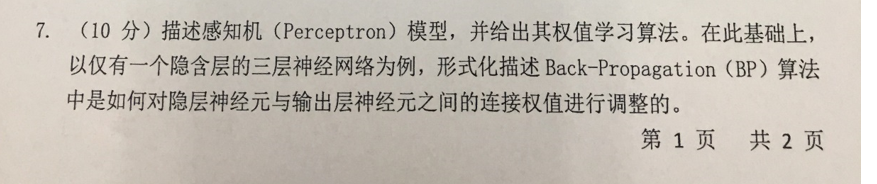 7. （10 分）描述感知机（Perceptron）模型，并给出其权值学习算法。在此基础上，
以仅有一个隐含层的三层神经网络为例，形式化描述 Back-Propagation（BP）算法
中是如何对隐层神经元与输出层神经元之间的连接权值进行调整的。
第 1 页 共 2 页